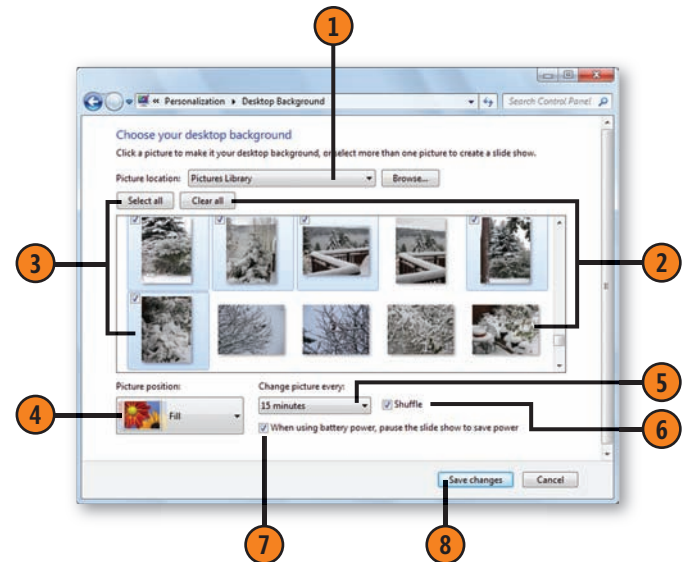 1
« Personalization ▸ Desktop Background
Search Control Panel
Choose your desktop background
Click a picture to make it your desktop background, or select more than one picture to create a slide show.
Picture location: Pictures Library Browse...
Select all Clear all
3
2
Picture position: Change picture every:
5
4
Fill 15 minutes Shuffle
6
When using battery power, pause the slide show to save power
Save changes Cancel
7
8